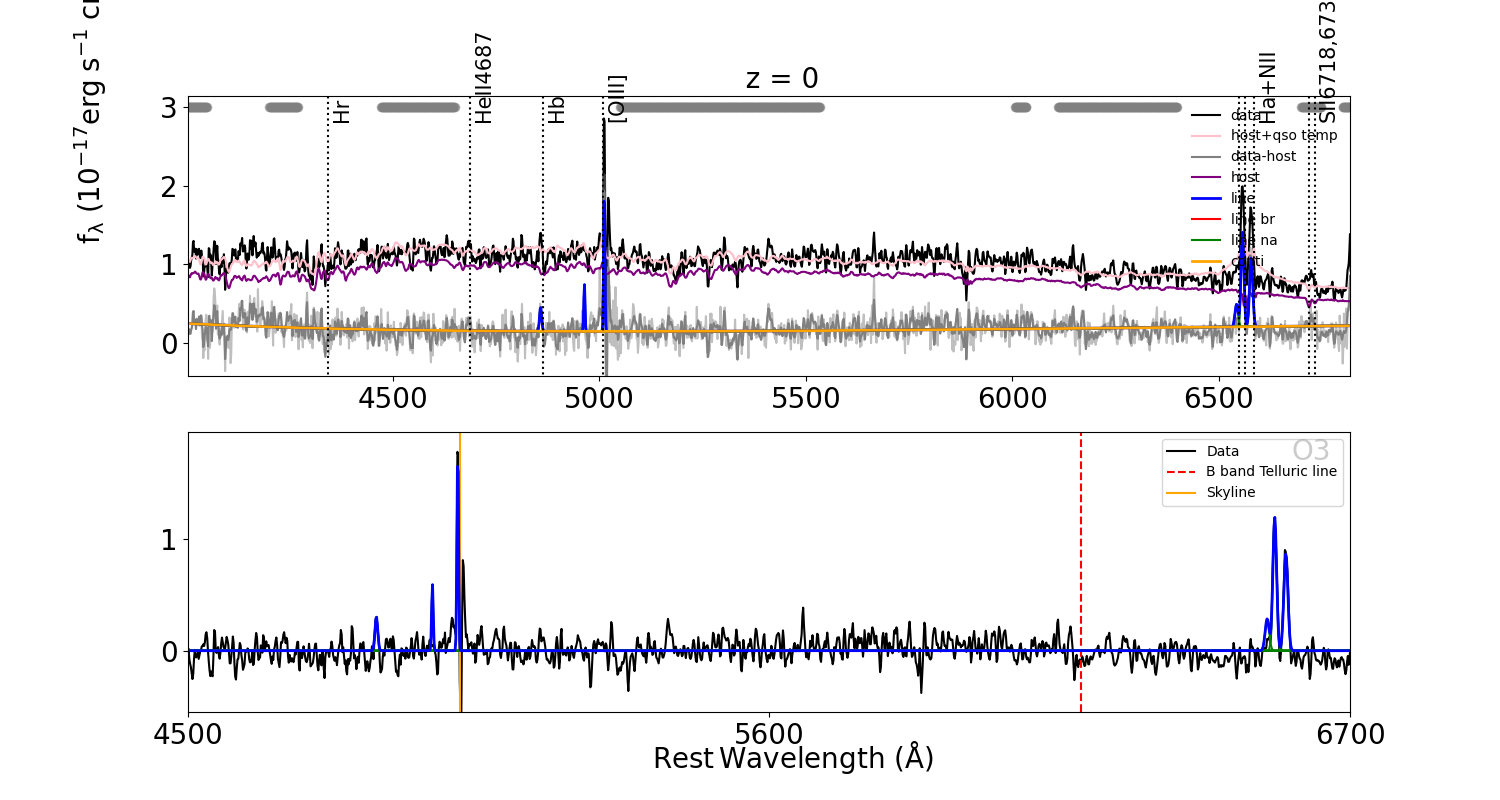 z = 0
f_λ (10^−17 erg s^−1 c
Hr
HeII4687
Hb
[OIII]
Ha+NII
SII6718,673
3
2
1
0
data
host+qso temp
data-host
host
line
line br
line na
conti
4500 5000 5500 6000 6500
O3
Data
B band Telluric line
Skyline
1
0
4500 5600 6700
Rest Wavelength (Å)